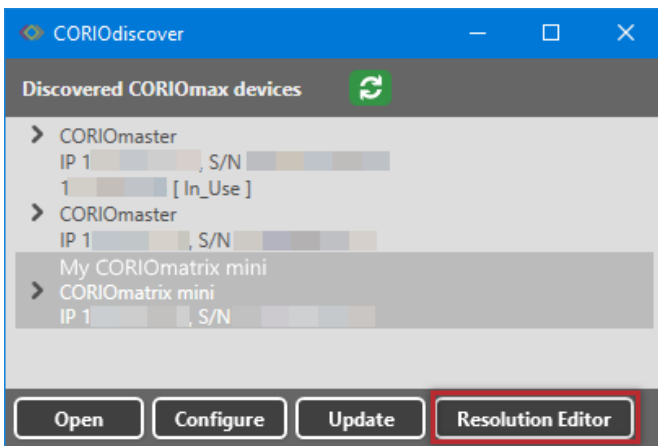 CORIOdiscover
Discovered CORIOmax devices
CORIOmaster
IP 1 , S/N
1 [ In_Use ]
CORIOmaster
IP 1 , S/N
My CORIOmatrix mini
CORIOmatrix mini
IP 1 , S/N
Open Configure Update Resolution Editor